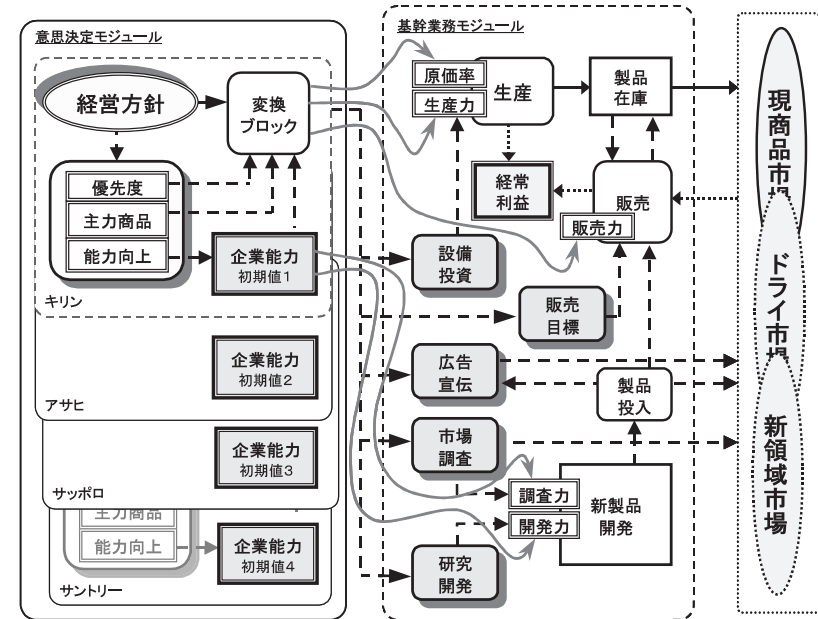 意思決定モジュール
経営方針
変換
ブロック
優先度
主力商品
能力向上
企業能力
初期値1
キリン
企業能力
初期値2
アサヒ
企業能力
初期値3
サッポロ
主力商品
能力向上
企業能力
初期値4
サントリー
基幹業務モジュール
原価率
生産力
生産
製品
在庫
経常
利益
販売
販売力
設備
投資
販売
目標
広告
宣伝
製品
投入
市場
調査
調査力
開発力
新製品
開発
研究
開発
現商品市場
ドライ市場
新領域市場